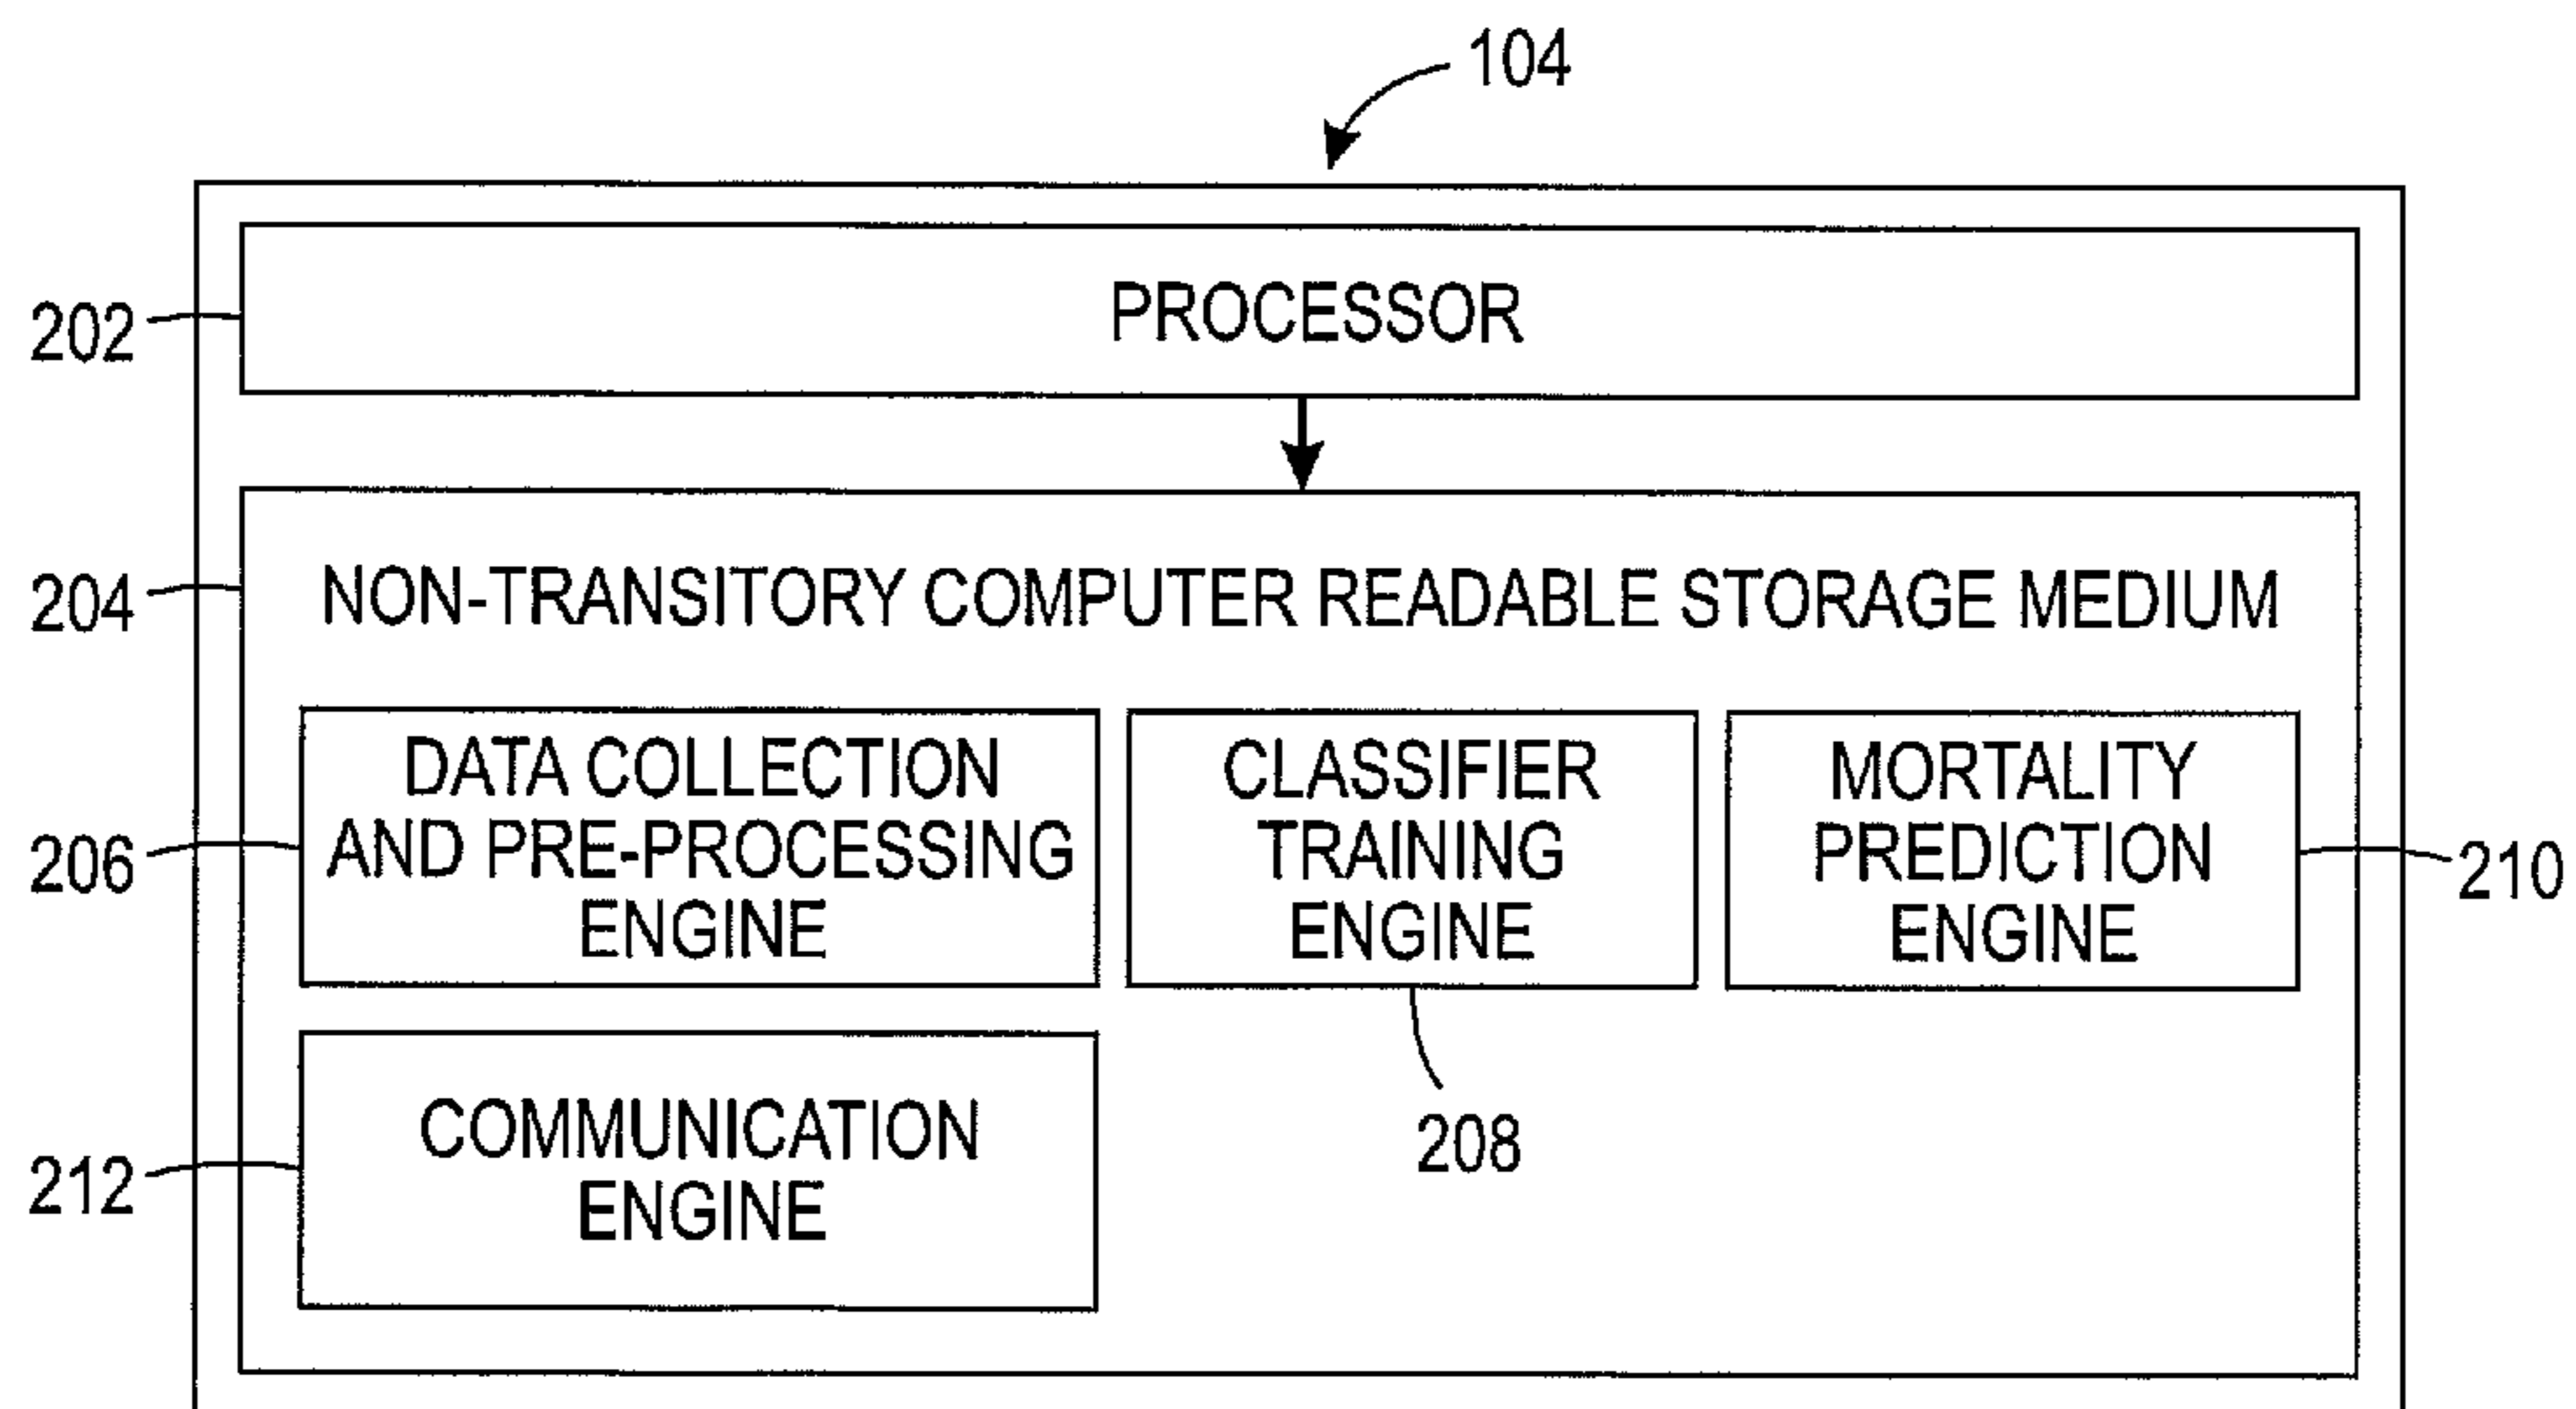 104
PROCESSOR
202
204
NON-TRANSITORY COMPUTER READABLE STORAGE MEDIUM
DATA COLLECTION
AND PRE-PROCESSING
ENGINE
206
CLASSIFIER
TRAINING
ENGINE
208
MORTALITY
PREDICTION
ENGINE
210
COMMUNICATION
ENGINE
212